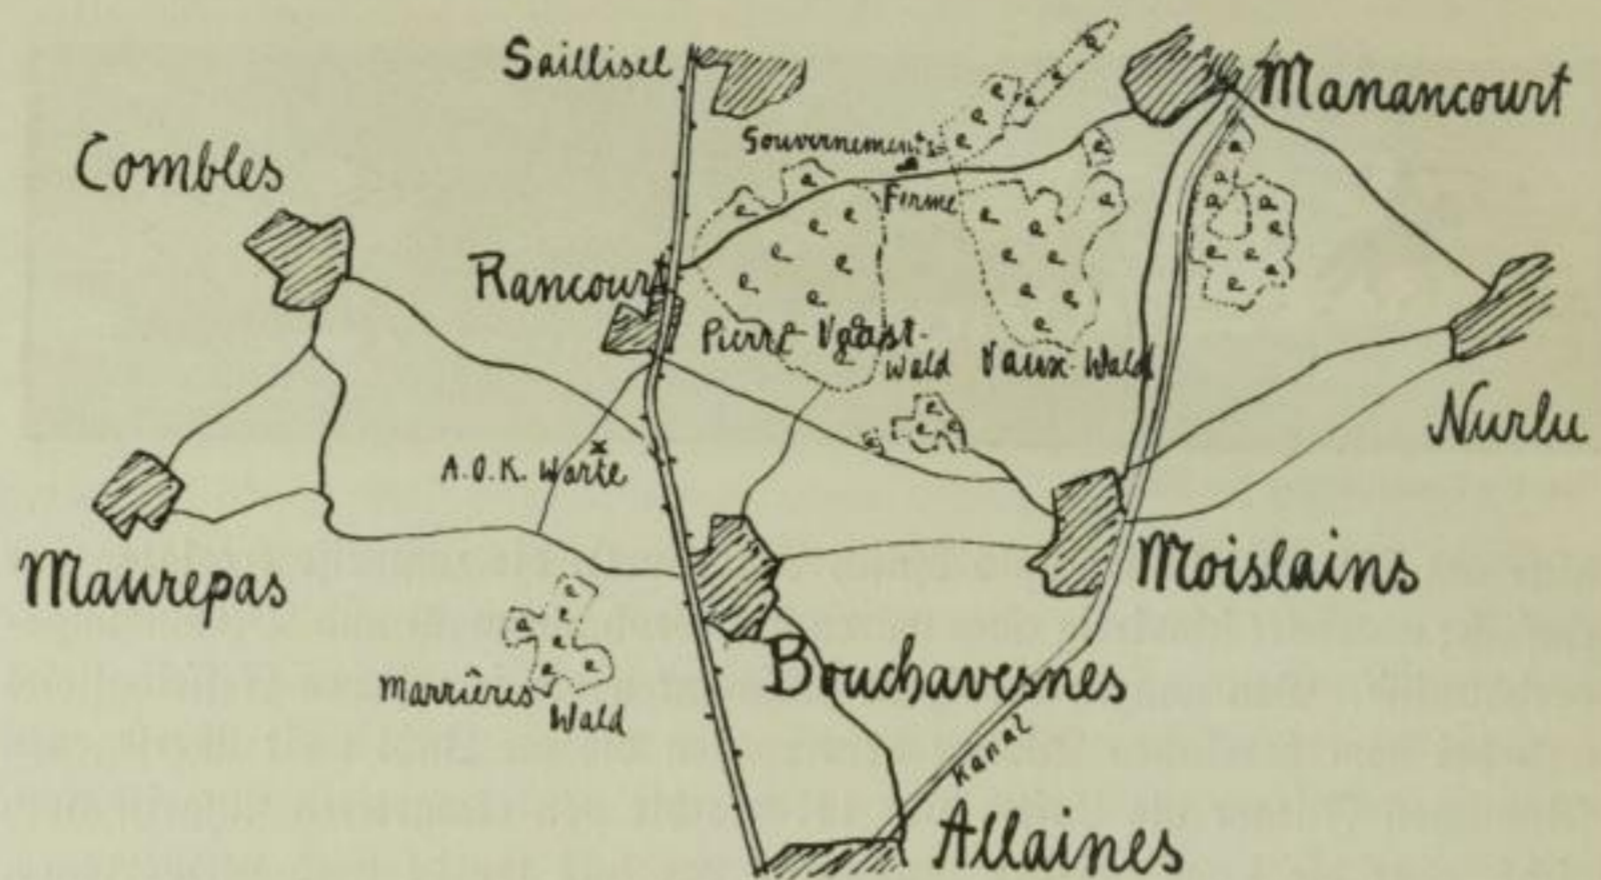 Saillisel
Manancourt
Combles
Gouvernements
Ferme
Rancourt
Pierre Vaast-
Wald
Vaux-Wald
Nurlu
A.O.K. Warte
Maurepas
Moislains
Marrières
Wald
Bouchavesnes
Kanal
Allaines